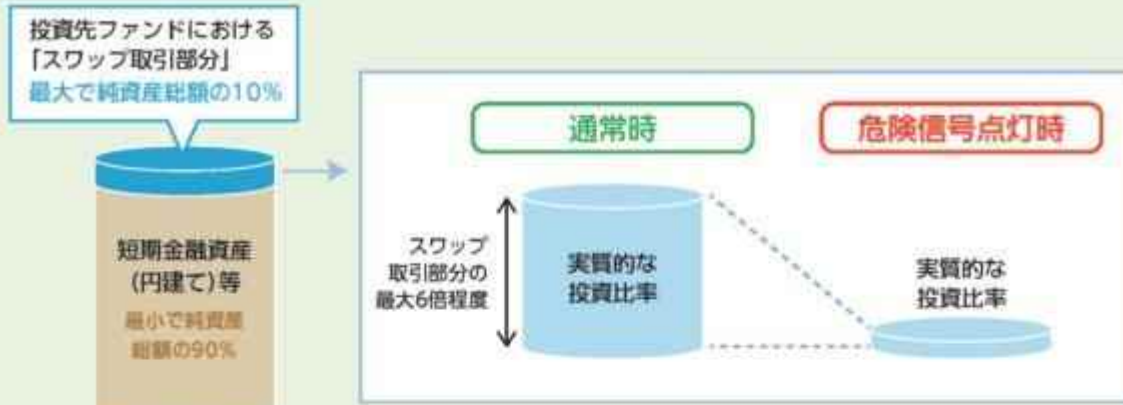 投資先ファンドにおける
「スワップ取引部分」
最大で純資産総額の10%
短期金融資産
(円建て)等
最小で純資産
総額の90%
通常時
危険信号点灯時
スワップ
取引部分の
最大6倍程度
実質的な
投資比率
実質的な
投資比率